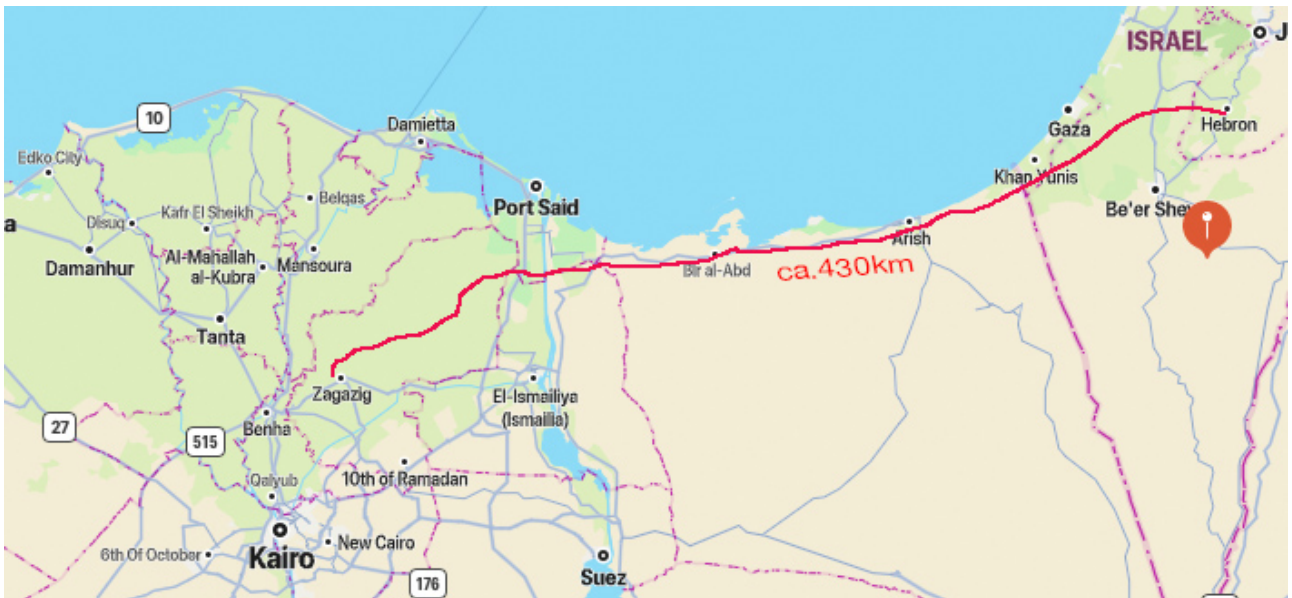 ISRAEL
J
10
Damietta
Gaza
Hebron
Edko City
Khan Yunis
Belqas
Port Said
Be'er She
Disuq
Kafr El Sheikh
a
Arish
Al-Mahallah
al-Kubra
Mansoura
Damanhur
Bir al-Abd
ca.430km
Tanta
Zagazig
El-Ismailiya
(Ismailia)
27
515
Benha
Qalyub
10th of Ramadan
6th Of October
Kairo
New Cairo
Suez
176